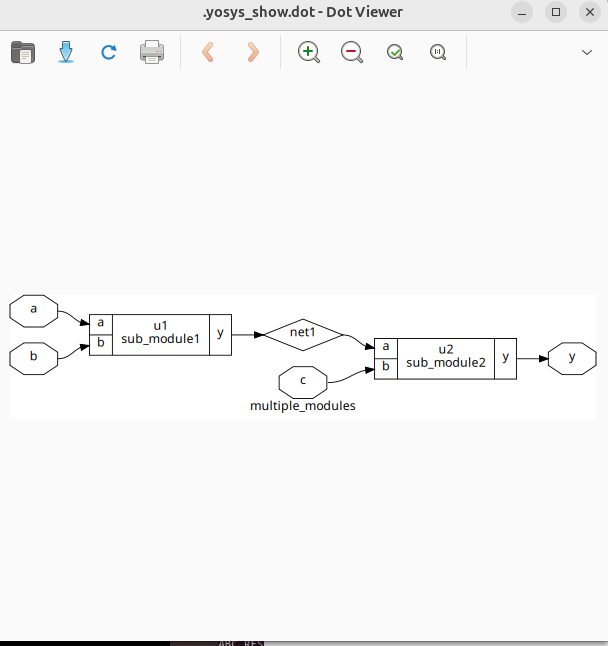 .yosys_show.dot - Dot Viewer
a
b
a
b
u1
sub_module1
y
net1
c
a
b
u2
sub_module2
y
y
multiple_modules